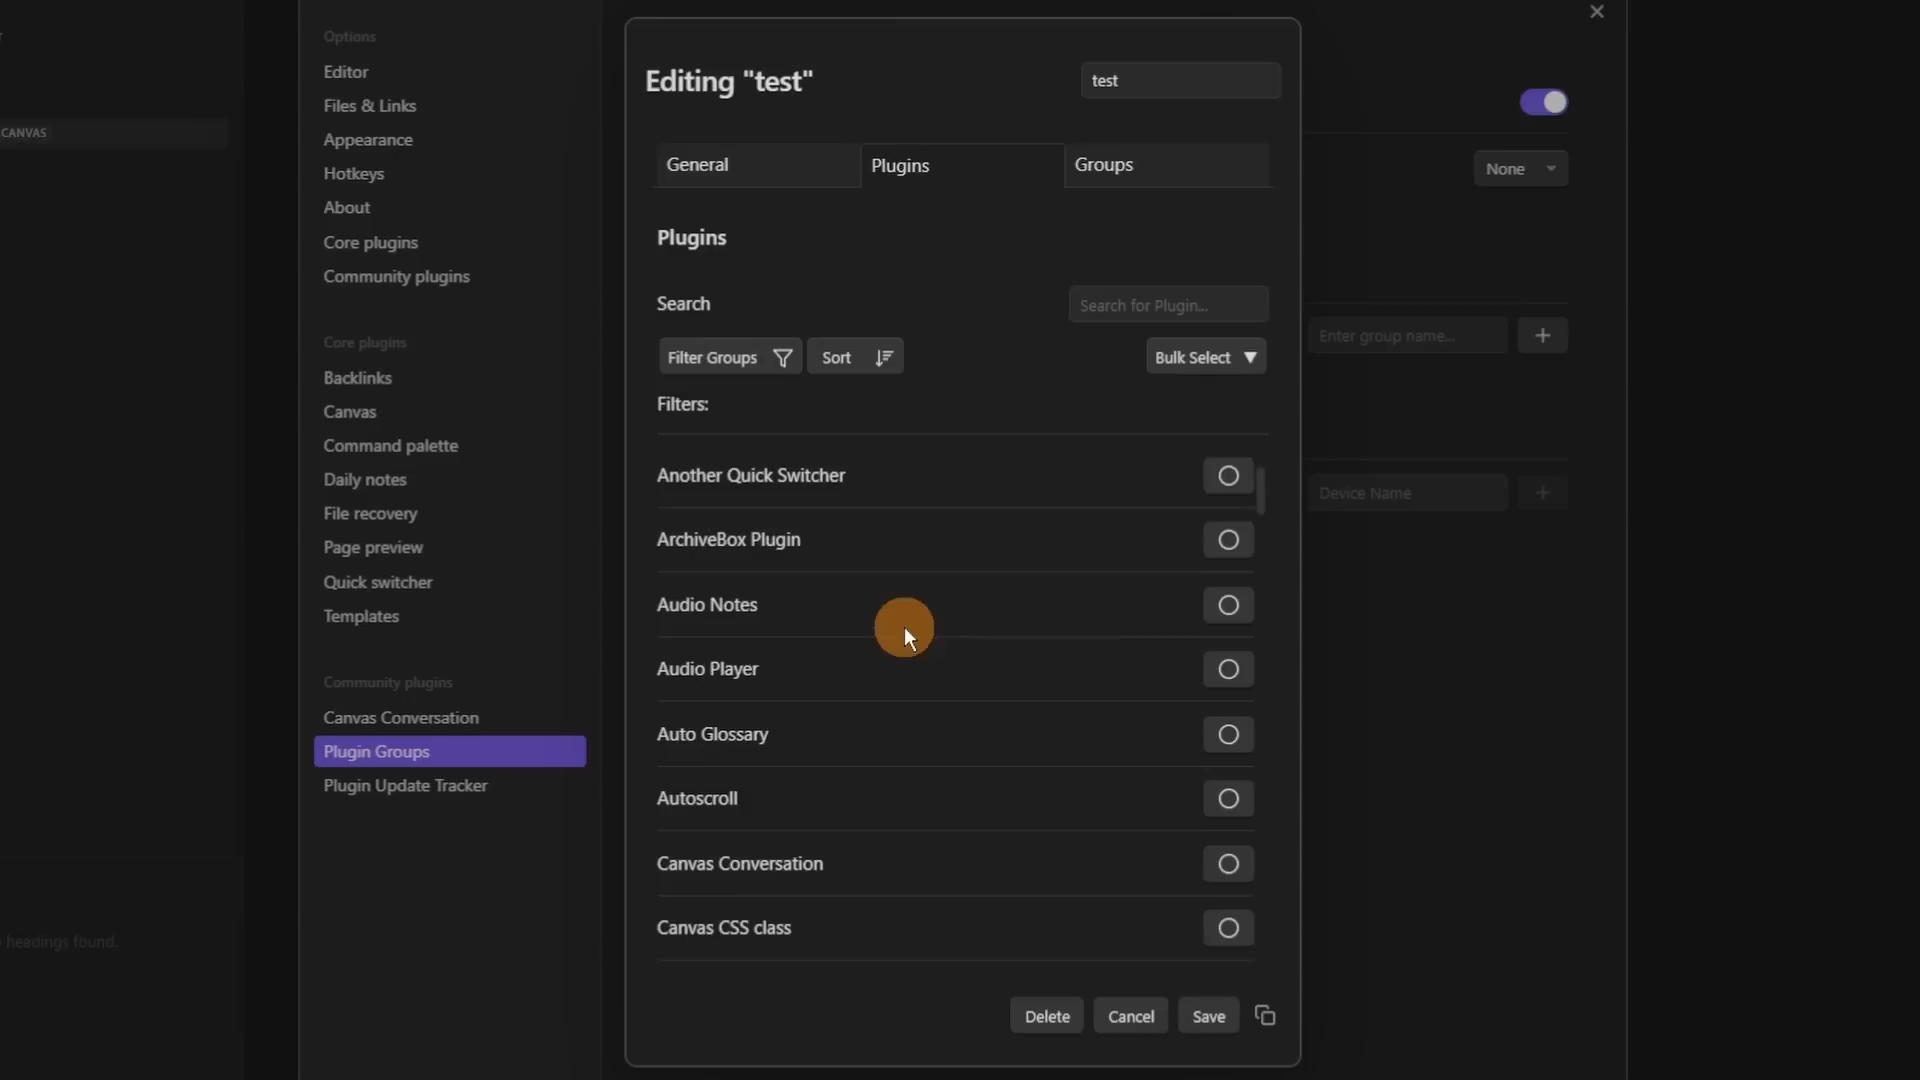 CANVAS
headings found.
Options
Editor
Files & Links
Appearance
Hotkeys
About
Core plugins
Community plugins
Core plugins
Backlinks
Canvas
Command palette
Daily notes
File recovery
Page preview
Quick switcher
Templates
Community plugins
Canvas Conversation
Plugin Groups
Plugin Update Tracker
Editing "test"
test
General
Plugins
Groups
Plugins
Search
Search for Plugin...
Filter Groups
Sort
Bulk Select
Filters:
Another Quick Switcher
ArchiveBox Plugin
Audio Notes
Audio Player
Auto Glossary
Autoscroll
Canvas Conversation
Canvas CSS class
Delete
Cancel
Save
None
Enter group name...
Device Name